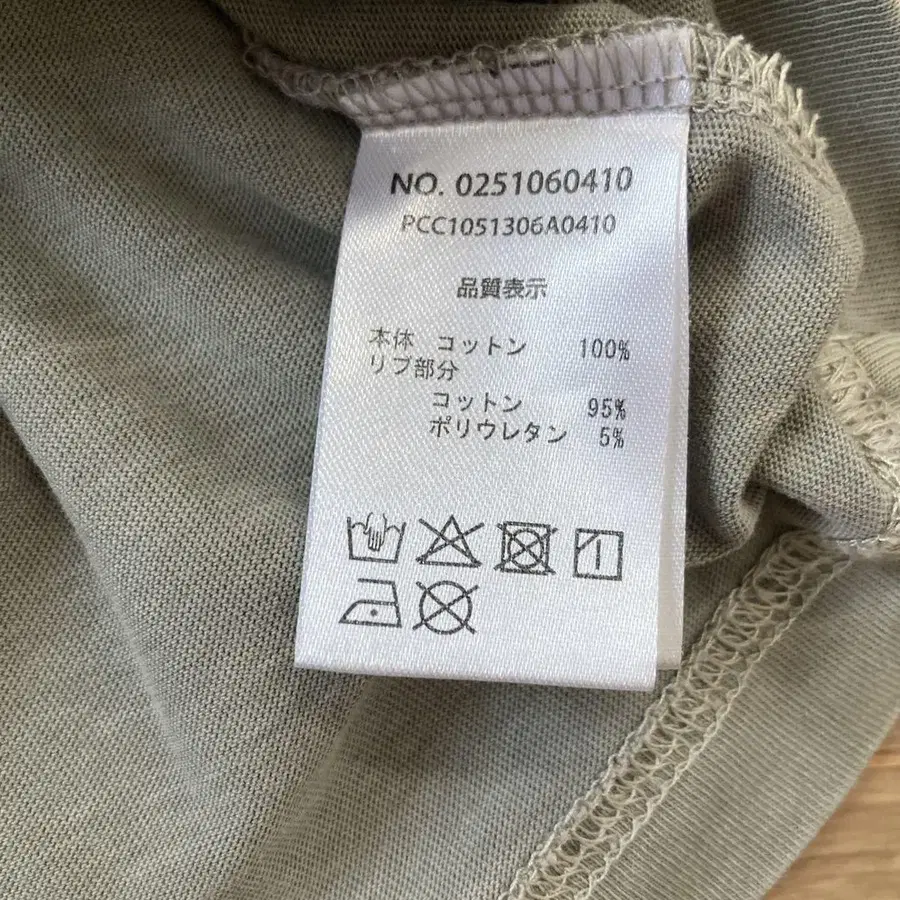 NO. 0251060410
PCC1051306A0410
品質表示
本体 コットン 100%
リブ部分
コットン 95%
ポリウレタン 5%